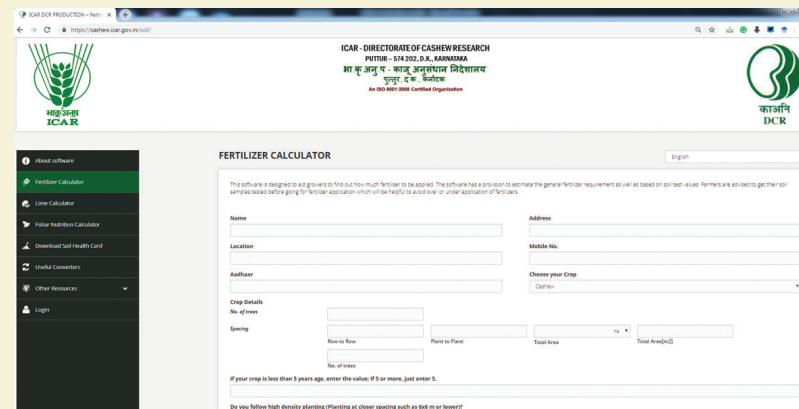 ICAR DCR PRODUCTION – Ferti
https://cashew.icar.gov.in/soil/
ICAR - DIRECTORATE OF CASHEW RESEARCH
PUTTUR – 574 202, D.K., KARNATAKA
भा कृ अनु प - काजू अनुसंधान निदेशालय
पुत्तूर, द क , कर्नाटक
An ISO 9001:2008 Certified Organization
भाकृअनुप
ICAR
काअनि
DCR
About software
Fertilizer Calculator
Lime Calculator
Foliar Nutrition Calculator
Download Soil Health Card
Useful Converters
Other Resources
Login
FERTILIZER CALCULATOR
English
This software is designed to aid growers to find out how much fertiliser to be applied. The software has a provision to estimate the general fertilizer requirement as well as based on soil test values. Farmers are advised to get their soil
samples tested before going for fertilizer application which will be helpful to avoid over or under application of fertilizers.
Name
Address
Location
Mobile No.
Aadhaar
Choose your Crop
Cashew
Crop Details
No. of trees
Spacing
ha
Row to Row
Plant to Plant
Total Area
Total Area[m2]
No. of trees
If your crop is less than 5 years age, enter the value; If 5 or more, just enter 5.
Do you follow high density planting (Planting at closer spacing such as 6x6 m or lower)?